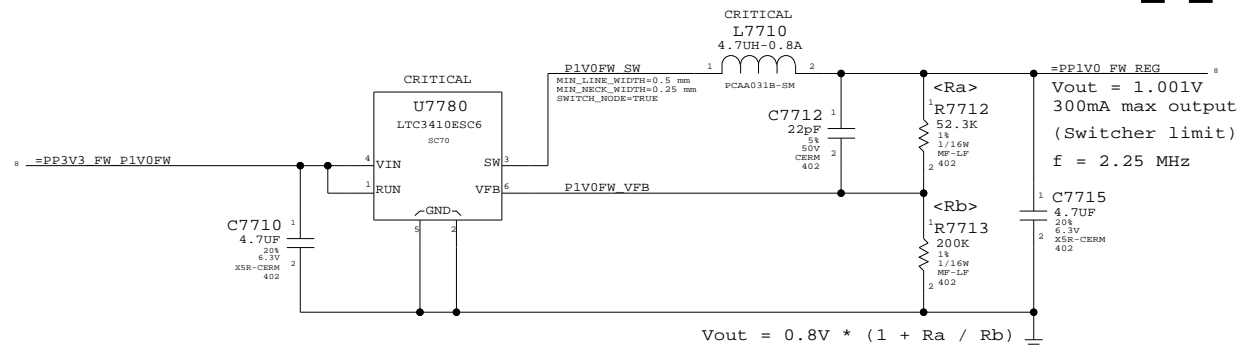 CRITICAL
L7710
4.7UH-0.8A
1 2
PCAA031B-SM
P1V0FW_SW
MIN_LINE_WIDTH=0.5 mm
MIN_NECK_WIDTH=0.25 mm
SWITCH_NODE=TRUE
=PP1V0_FW_REG 8
Vout = 1.001V
300mA max output
(Switcher limit)
f = 2.25 MHz
CRITICAL
U7780
LTC3410ESC6
SC70
4 VIN
1 RUN
SW 3
VFB 6
GND
5 2
8 =PP3V3_FW_P1V0FW
P1V0FW_VFB
C7712 1
22pF
5%
50V
CERM
402
2
<Ra>
1 R7712
52.3K
1%
1/16W
MF-LF
2 402
<Rb>
1 R7713
200K
1%
1/16W
MF-LF
2 402
C7710 1
4.7UF
20%
6.3V
X5R-CERM
402
2
1 C7715
4.7UF
20%
6.3V
2 X5R-CERM
402
Vout = 0.8V * (1 + Ra / Rb)